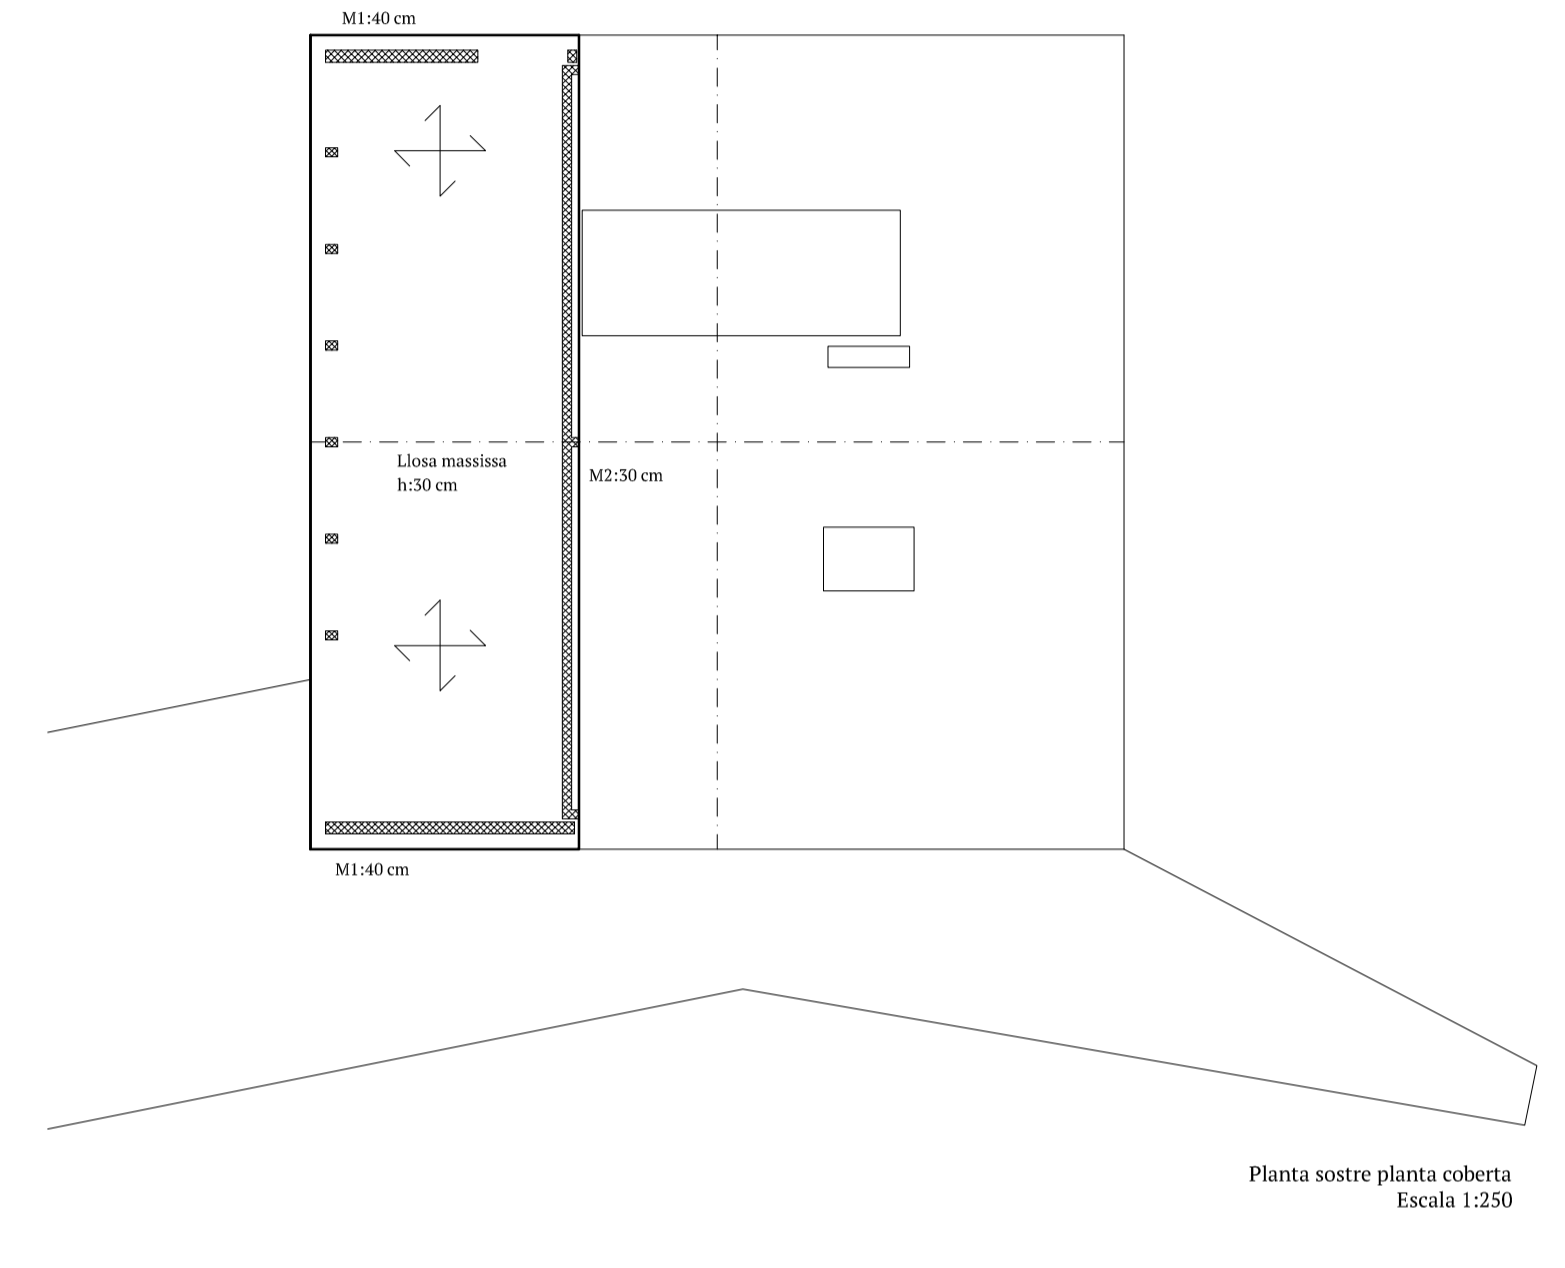 M1:40 cm
Llosa massissa
h:30 cm
M2:30 cm
M1:40 cm
Planta sostre planta coberta
Escala 1:250